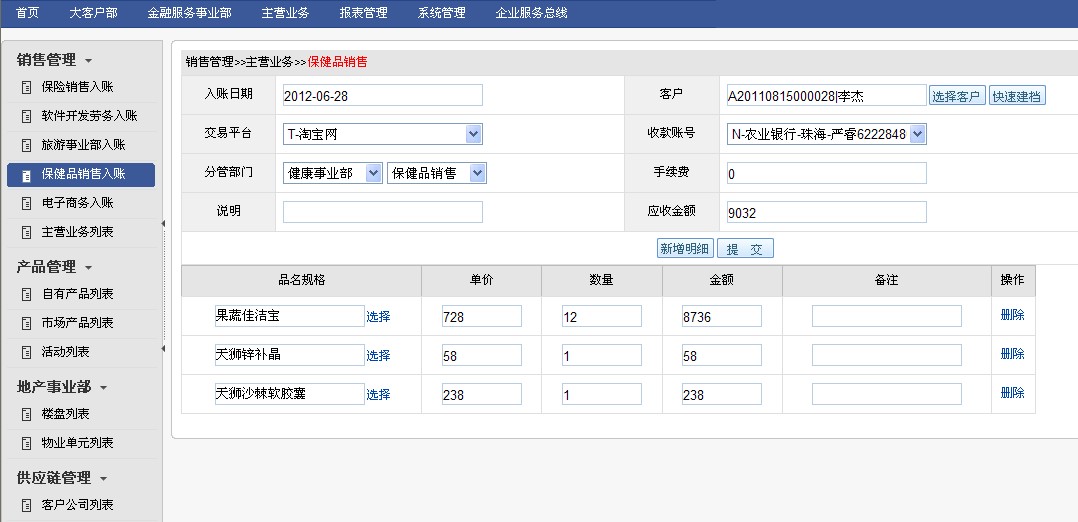 首页 大客户部 金融服务事业部 主营业务 报表管理 系统管理 企业服务总线
销售管理
保险销售入账
软件开发劳务入账
旅游事业部入账
保健品销售入账
电子商务入账
主营业务列表
产品管理
自有产品列表
市场产品列表
活动列表
地产事业部
楼盘列表
物业单元列表
供应链管理
客户公司列表
销售管理>>主营业务>>保健品销售
入账日期 2012-06-28 客户 A20110815000028|李杰 选择客户 快速建档
交易平台 T-淘宝网 收款账号 N-农业银行-珠海-严睿6222848
分管部门 健康事业部 保健品销售 手续费 0
说明 应收金额 9032
新增明细 提 交
品名规格 单价 数量 金额 备注 操作
果蔬佳洁宝 选择 728 12 8736 删除
天狮锌补晶 选择 58 1 58 删除
天狮沙棘软胶囊 选择 238 1 238 删除